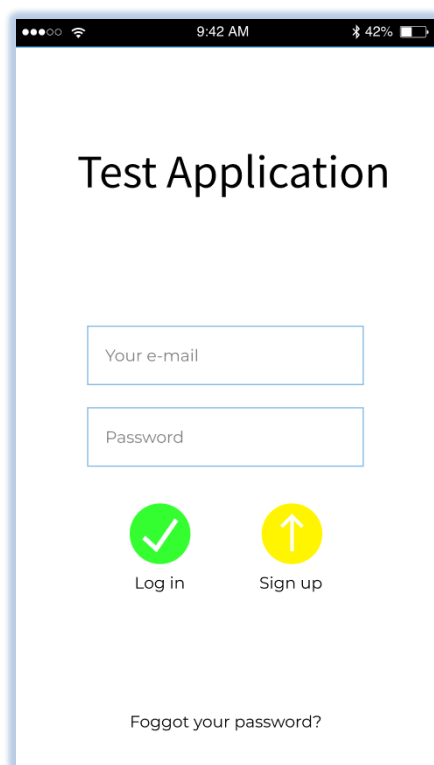 9:42 AM 42%
Test Application
Your e-mail
Password
Log in Sign up
Foggot your password?